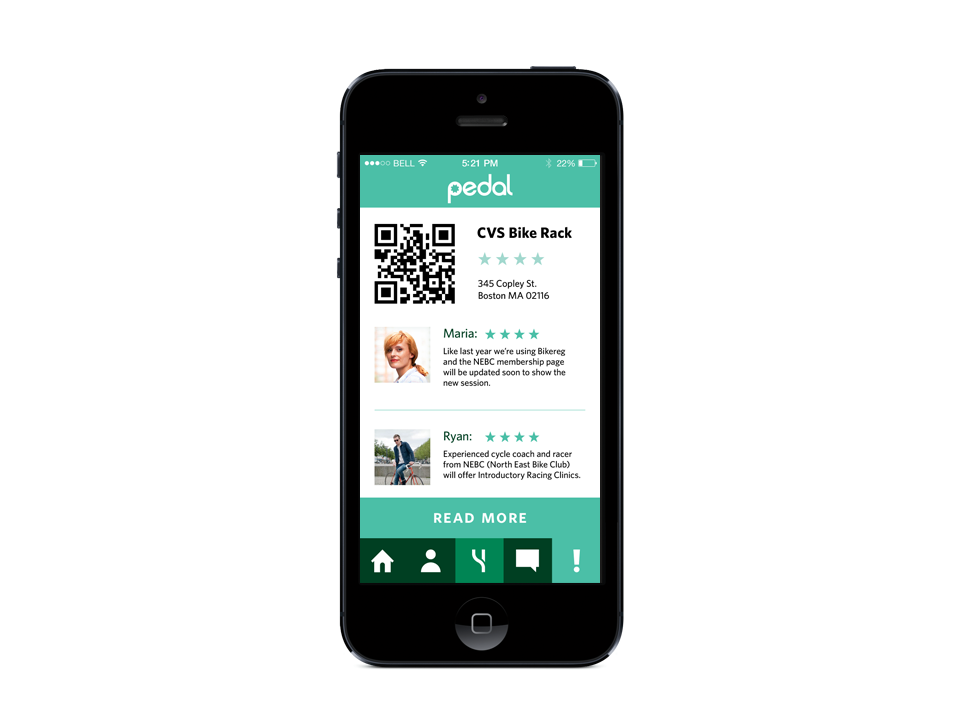 BELL 5:21 PM 22%
pedal
CVS Bike Rack
345 Copley St.
Boston MA 02116
Maria:
Like last year we're using Bikereg
and the NEBC membership page
will be updated soon to show the
new session.
Ryan:
Experienced cycle coach and racer
from NEBC (North East Bike Club)
will offer Introductory Racing Clinics.
READ MORE
!